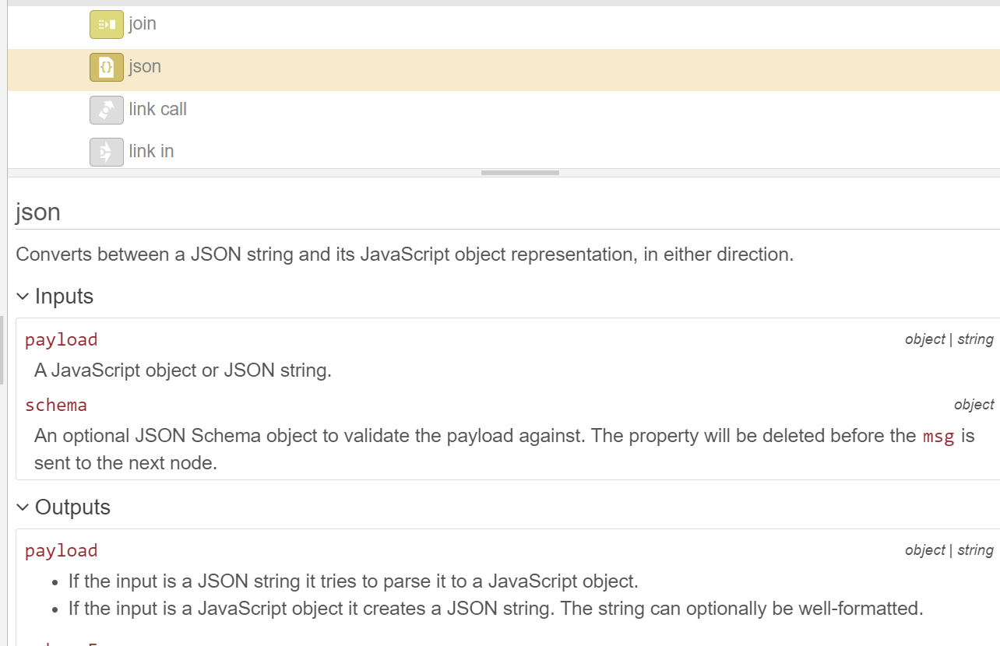 join
json
link call
link in
json
Converts between a JSON string and its JavaScript object representation, in either direction.
Inputs
payload object | string
A JavaScript object or JSON string.
schema object
An optional JSON Schema object to validate the payload against. The property will be deleted before the msg is
sent to the next node.
Outputs
payload object | string
• If the input is a JSON string it tries to parse it to a JavaScript object.
• If the input is a JavaScript object it creates a JSON string. The string can optionally be well-formatted.